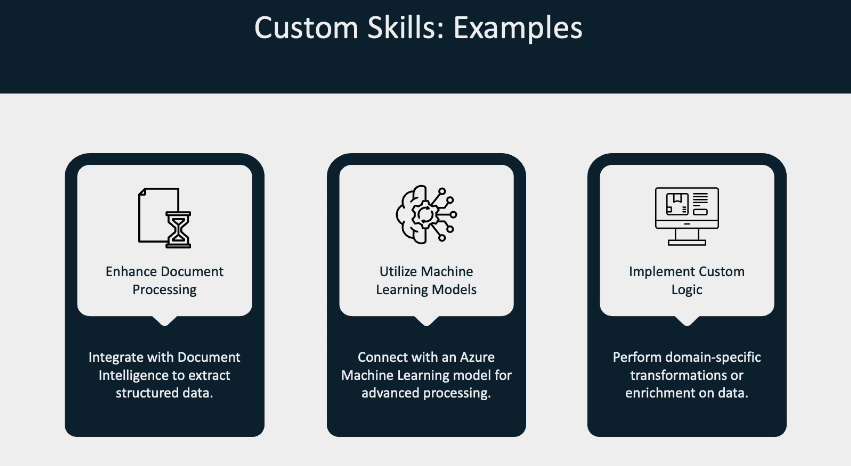 Custom Skills: Examples
Enhance Document
Processing
Integrate with Document
Intelligence to extract
structured data.
Utilize Machine
Learning Models
Connect with an Azure
Machine Learning model for
advanced processing.
Implement Custom
Logic
Perform domain-specific
transformations or
enrichment on data.